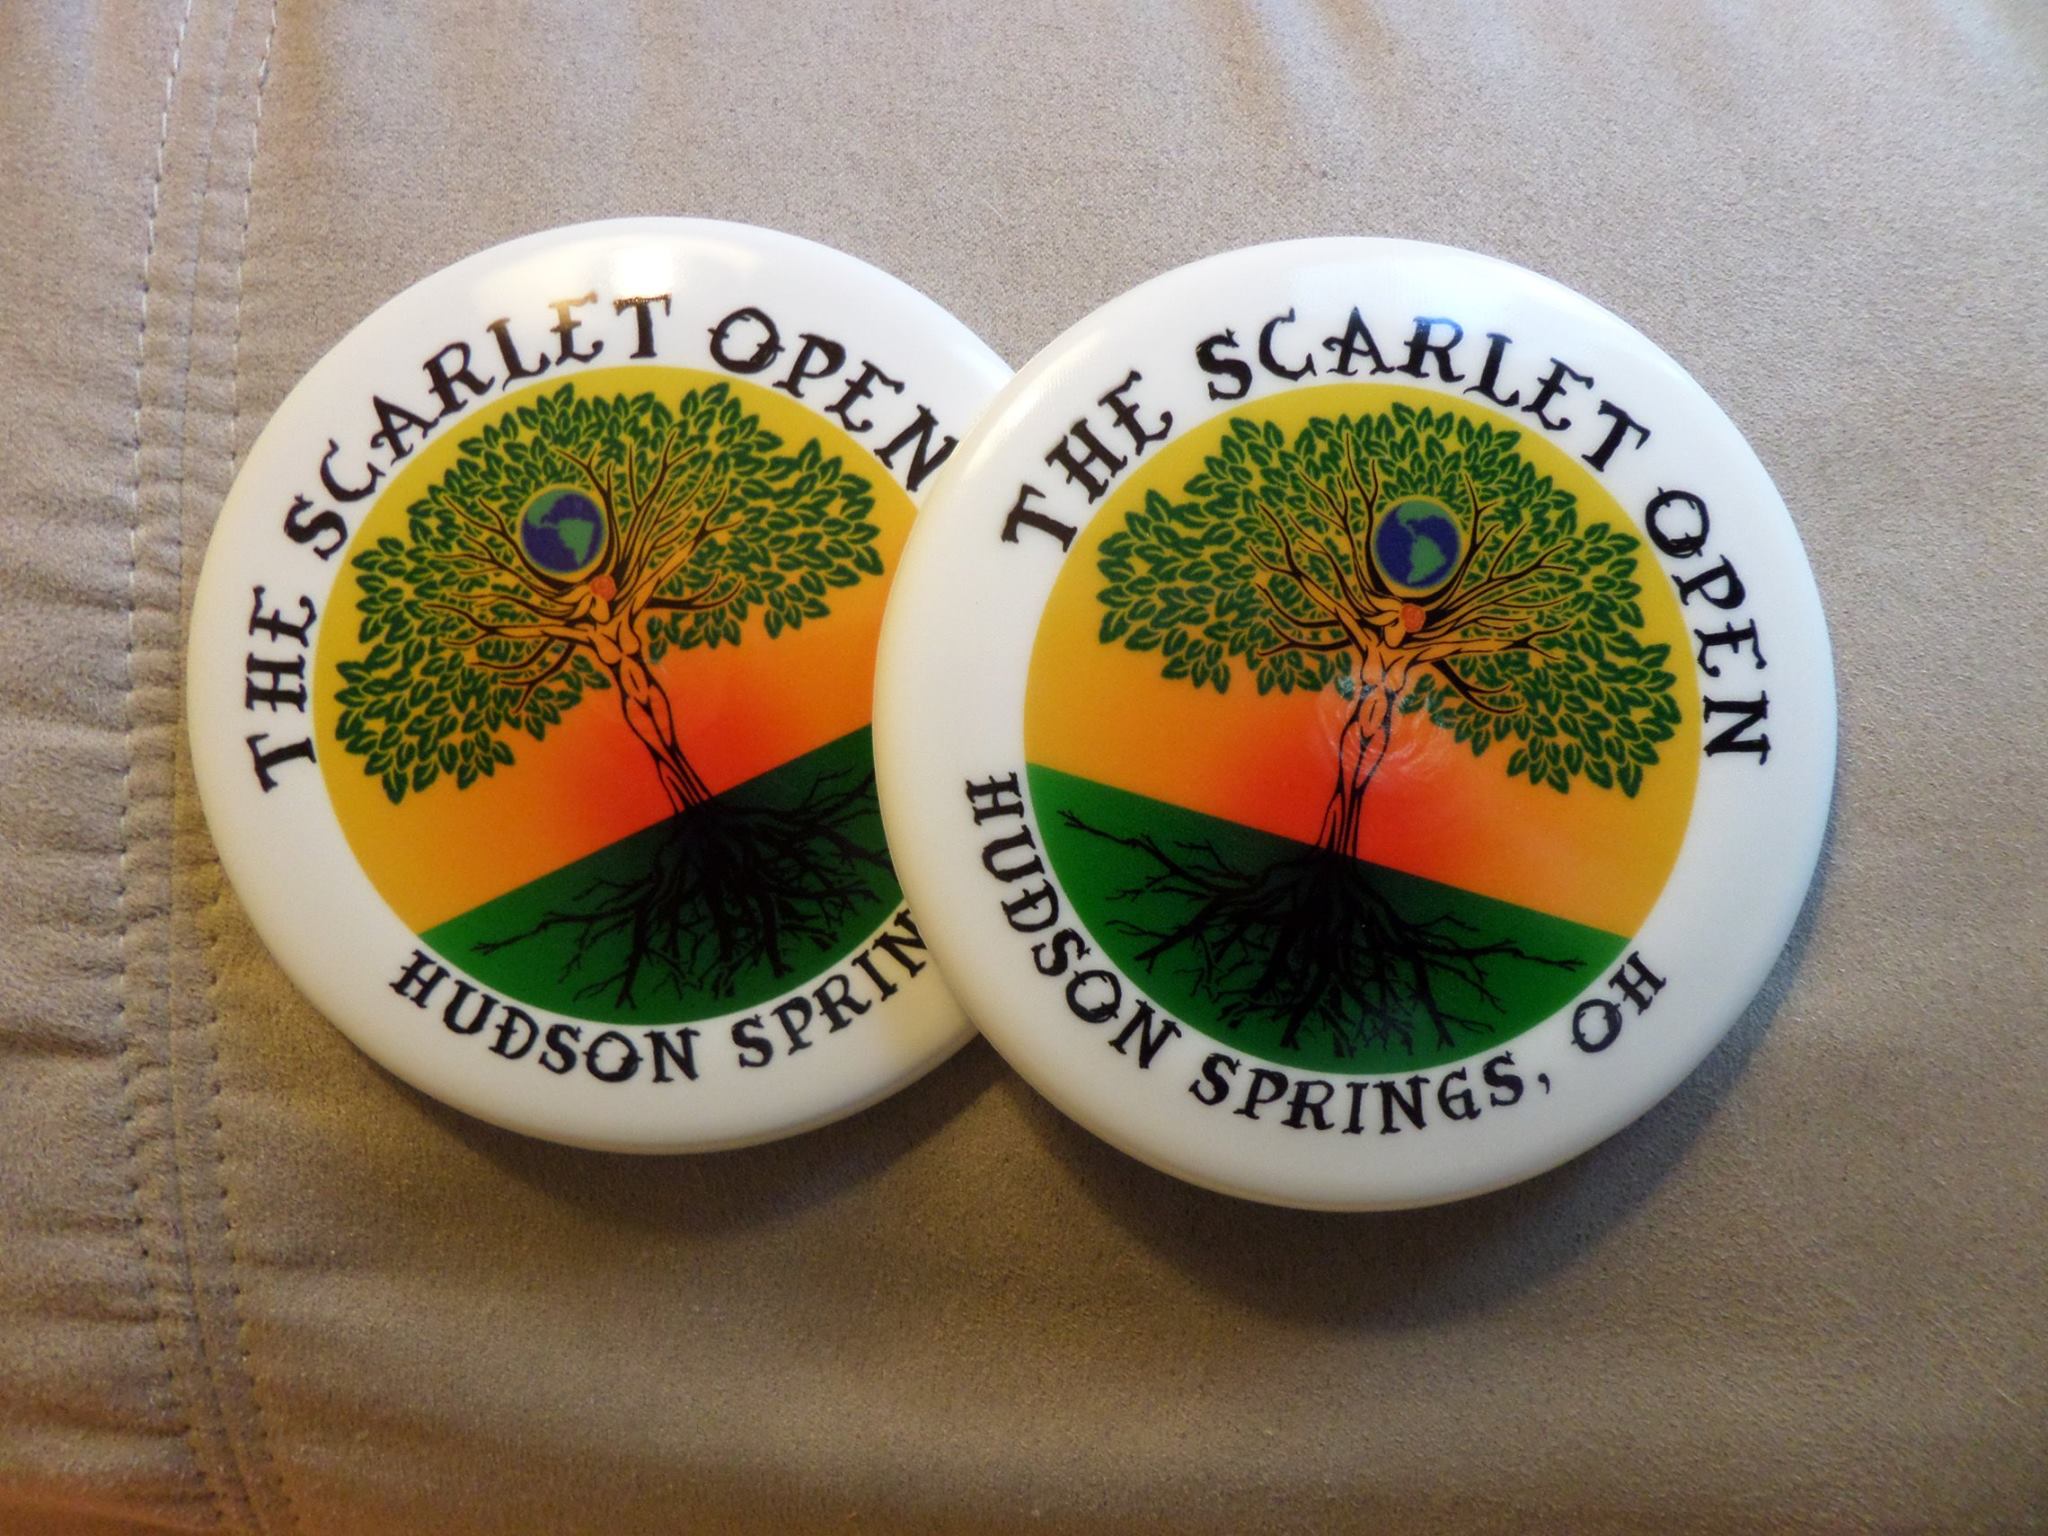 THE SCARLET OPEN
HUDSON SPRIN
THE SCARLET OPEN
HUDSON SPRINGS, OH